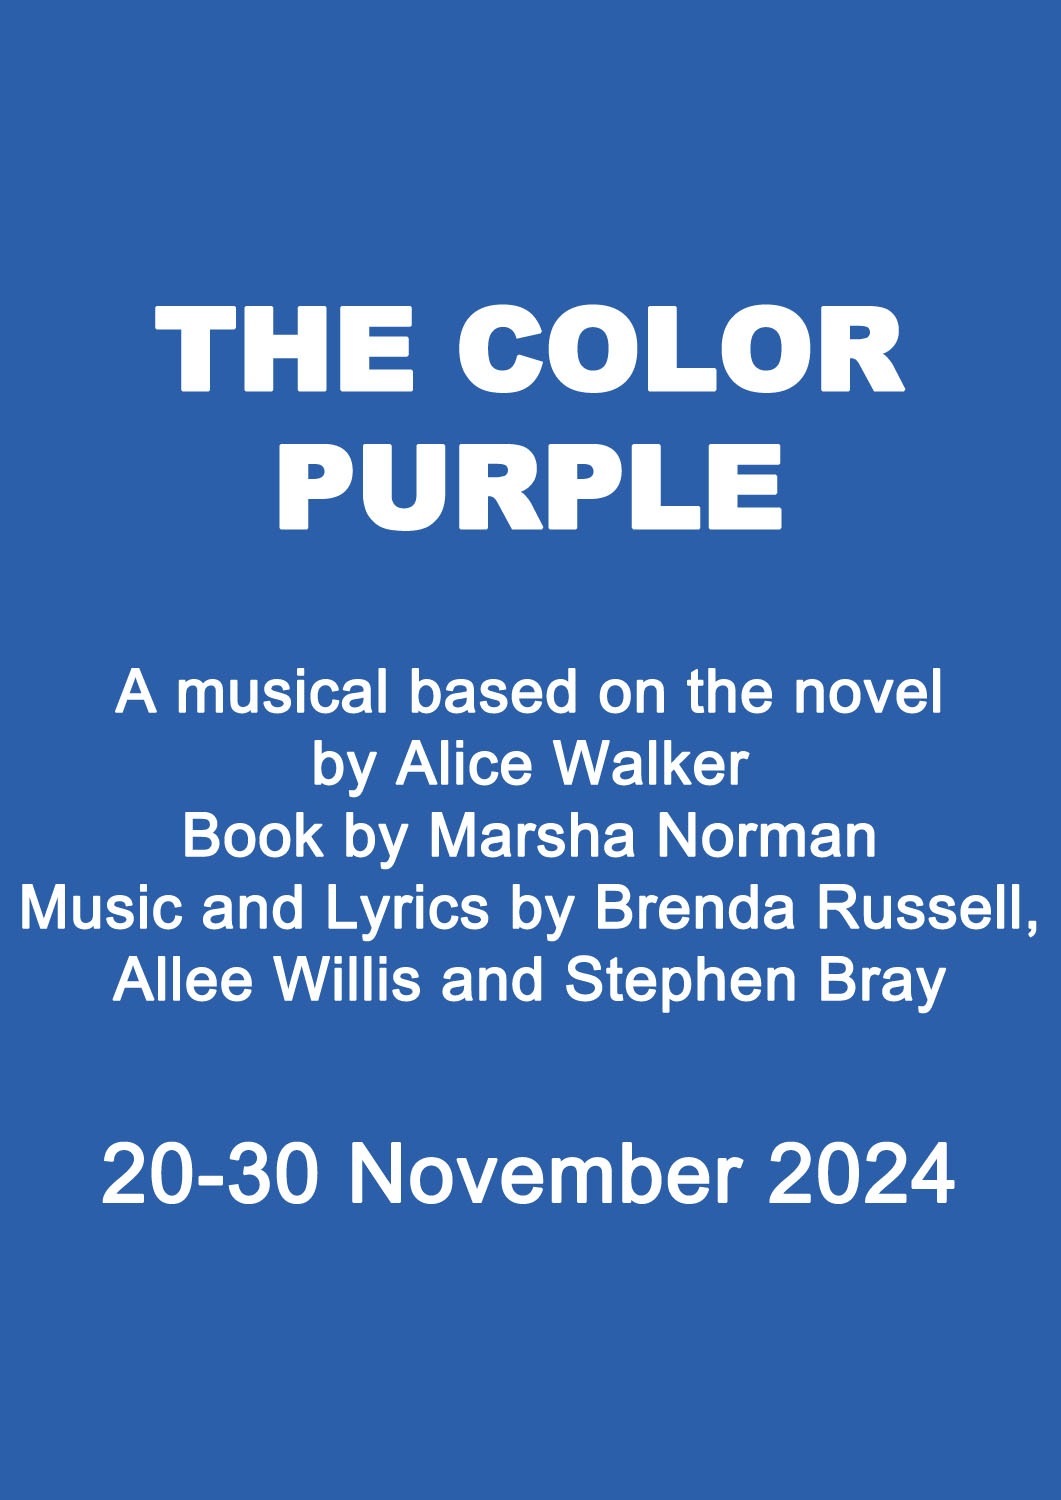 THE COLOR
PURPLE
A musical based on the novel
by Alice Walker
Book by Marsha Norman
Music and Lyrics by Brenda Russell,
Allee Willis and Stephen Bray
20-30 November 2024